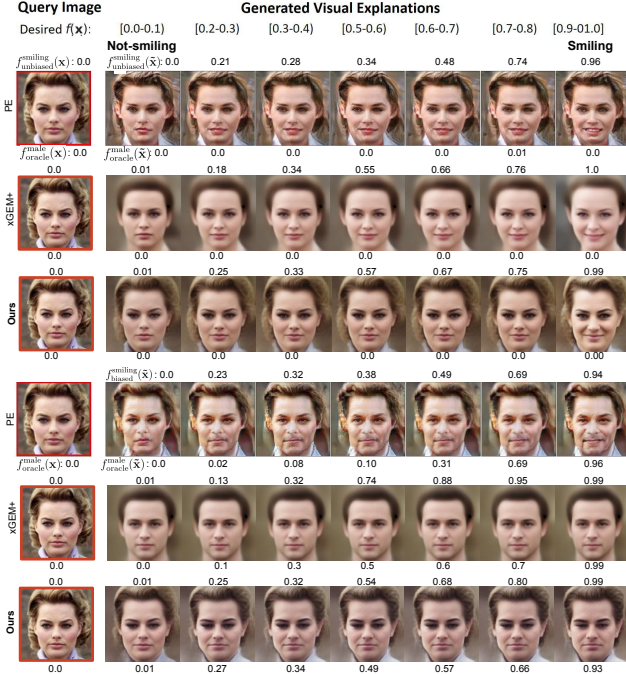 Query Image Generated Visual Explanations
Desired f(x): [0.0-0.1) [0.2-0.3) [0.3-0.4) [0.5-0.6) [0.6-0.7) [0.7-0.8) [0.9-01.0]
Not-smiling Smiling
f^smiling_unbiased(x): 0.0 f^smiling_unbiased(x̃): 0.0 0.21 0.28 0.34 0.48 0.74 0.96
PE
f^male_oracle(x): 0.0 f^male_oracle(x̃): 0.0 0.0 0.0 0.0 0.0 0.01 0.0
0.0 0.01 0.18 0.34 0.55 0.66 0.76 1.0
xGEM+
0.0 0.0 0.0 0.0 0.0 0.0 0.0 0.0
0.0 0.01 0.25 0.33 0.57 0.67 0.75 0.99
Ours
0.0 0.0 0.0 0.0 0.0 0.0 0.0 0.00
f^smiling_biased(x̃): 0.0 0.23 0.32 0.38 0.49 0.69 0.94
PE
f^male_oracle(x): 0.0 f^male_oracle(x̃): 0.0 0.02 0.08 0.10 0.31 0.69 0.96
0.0 0.01 0.13 0.32 0.74 0.88 0.95 0.99
xGEM+
0.0 0.0 0.1 0.3 0.5 0.6 0.7 0.99
0.0 0.01 0.25 0.32 0.54 0.68 0.80 0.99
Ours
0.0 0.01 0.27 0.34 0.49 0.57 0.66 0.93